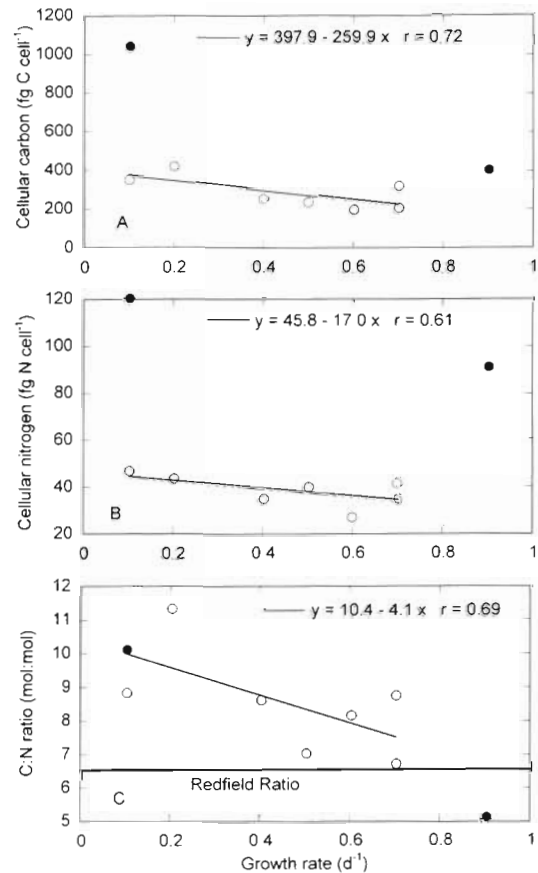 1200
1000
800
600
400
200
0
Cellular carbon (fg C cell⁻¹)
y = 397.9 - 259.9 x r = 0.72
A
0 0.2 0.4 0.6 0.8 1
120
100
80
60
40
20
Cellular nitrogen (fg N cell⁻¹)
y = 45.8 - 17 0 x r = 0.61
B
0 0.2 0.4 0.6 0.8 1
12
11
10
9
8
7
6
5
C:N ratio (mol:mol)
y = 10.4 - 4.1 x r = 0.69
Redfield Ratio
C
0 0.2 0.4 0.6 0.8 1
Growth rate (d⁻¹)